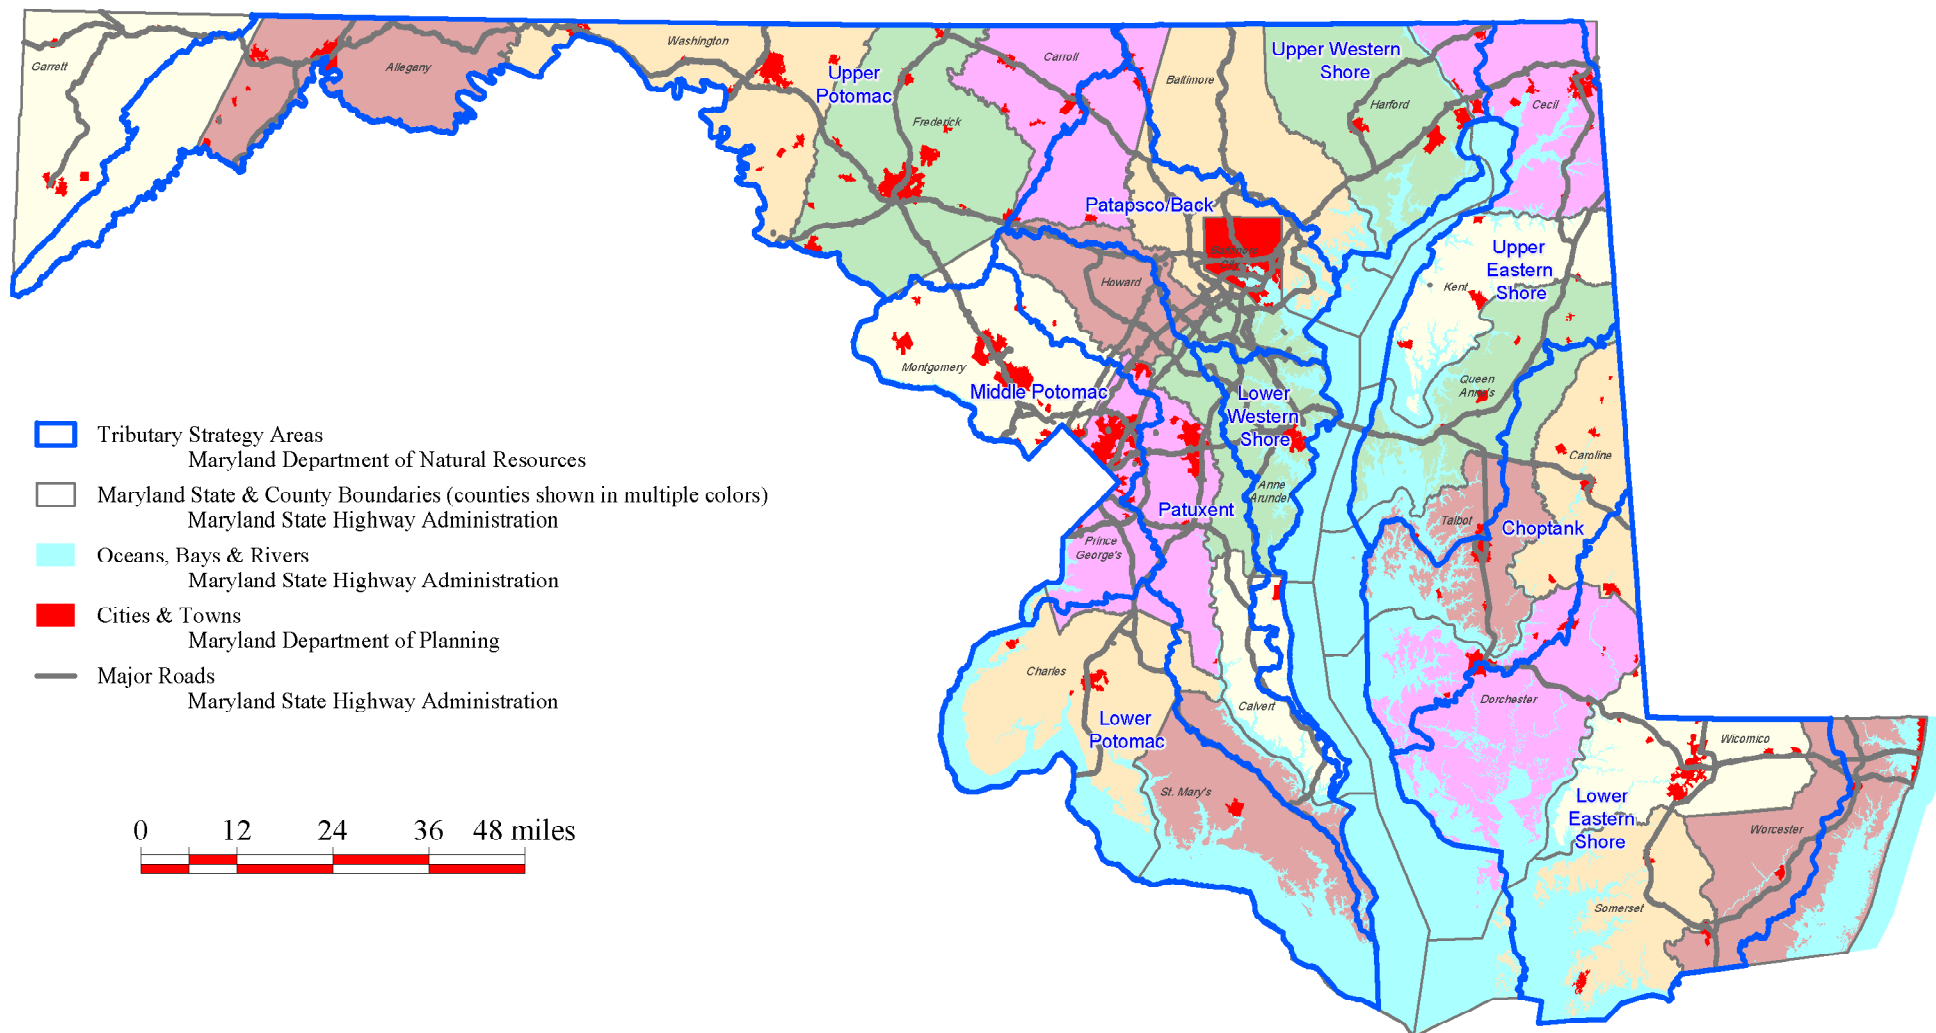 Garrett
Allegany
Washington
Upper
Potomac
Frederick
Carroll
Baltimore
Upper Western
Shore
Harford
Cecil
Patapsco/Back
Baltimore
City
Howard
Upper
Eastern
Shore
Kent
Montgomery
Middle Potomac
Lower
Western
Shore
Queen
Anne's
Caroline
Anne
Arundel
Patuxent
Talbot
Choptank
Prince
George's
Charles
Calvert
Dorchester
Lower
Potomac
St. Mary's
Wicomico
Lower
Eastern
Shore
Worcester
Somerset
Tributary Strategy Areas
Maryland Department of Natural Resources
Maryland State & County Boundaries (counties shown in multiple colors)
Maryland State Highway Administration
Oceans, Bays & Rivers
Maryland State Highway Administration
Cities & Towns
Maryland Department of Planning
Major Roads
Maryland State Highway Administration
0 12 24 36 48 miles